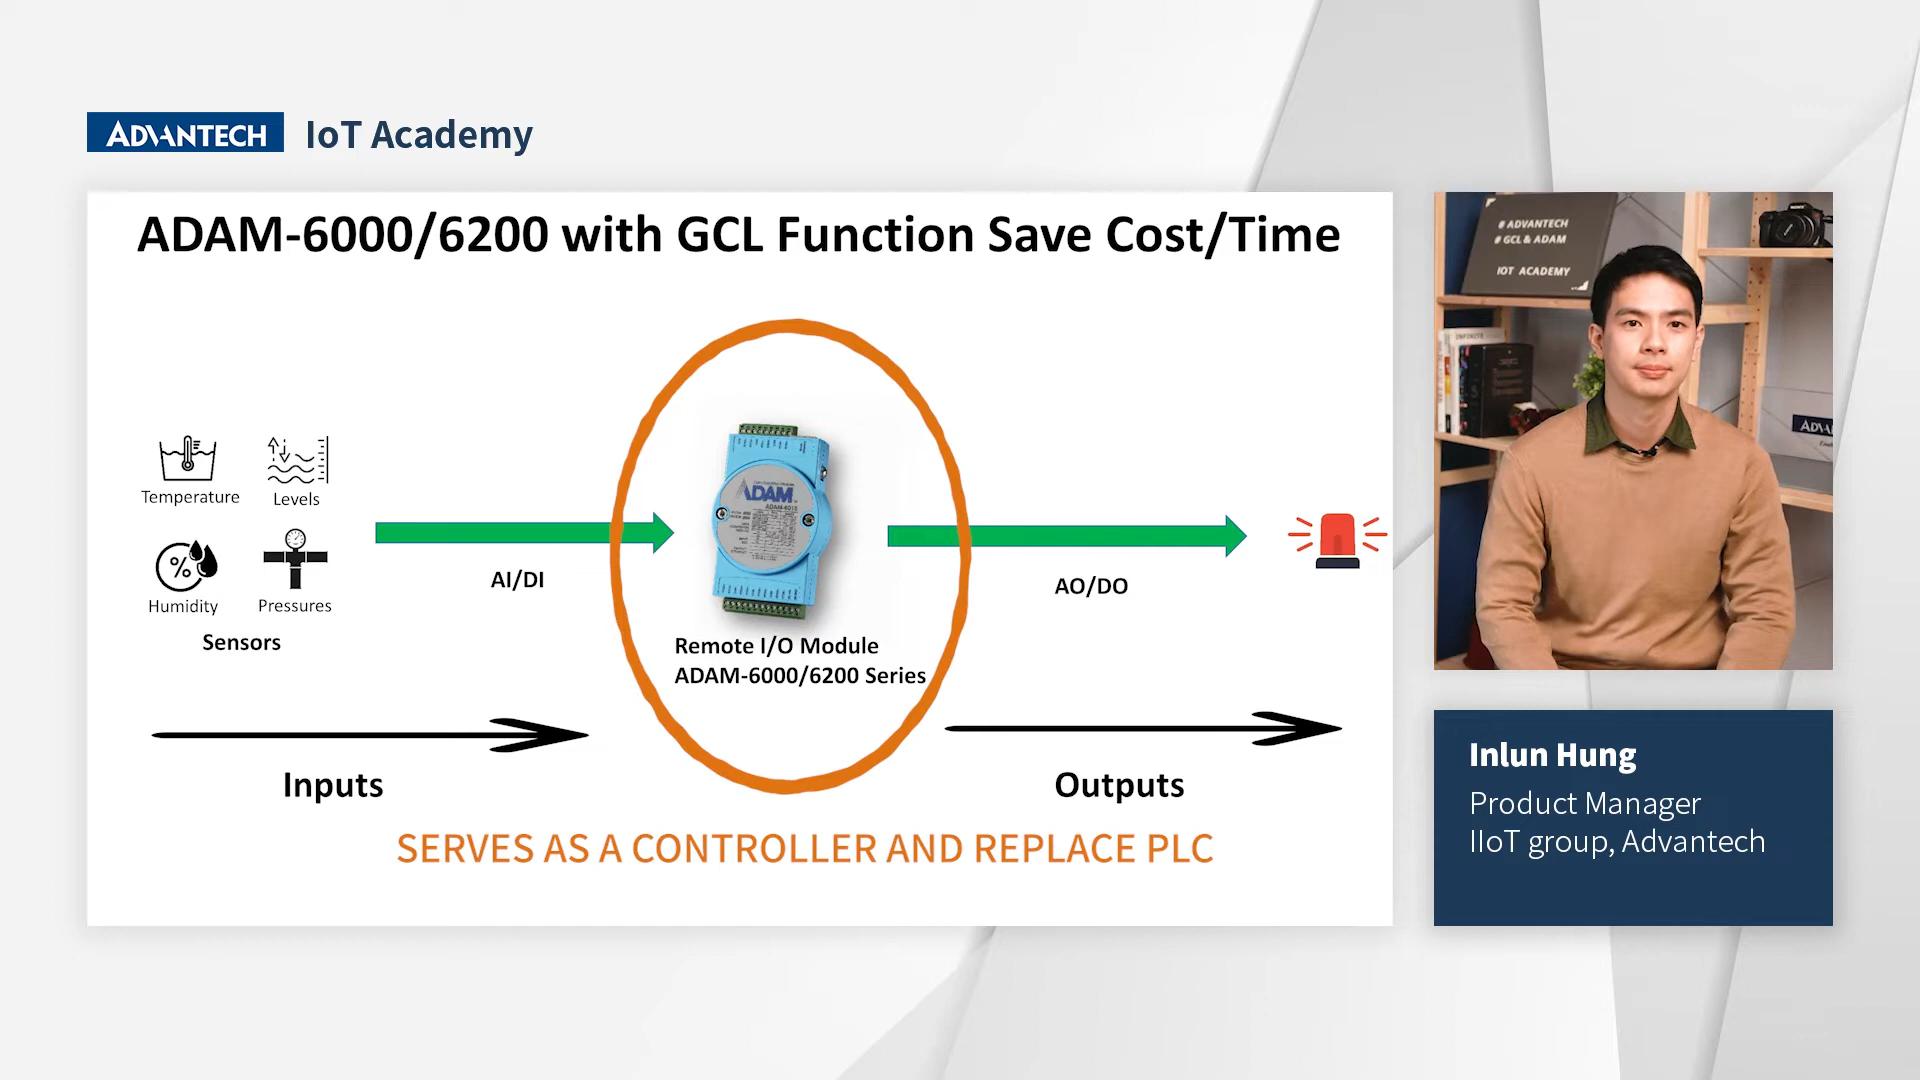 ADVANTECH IoT Academy
ADAM-6000/6200 with GCL Function Save Cost/Time
Temperature
Levels
Humidity
Pressures
Sensors
AI/DI
ADAM
ADAM-6015
Remote I/O Module
ADAM-6000/6200 Series
AO/DO
Inputs
Outputs
SERVES AS A CONTROLLER AND REPLACE PLC
# ADVANTECH
# GCL & ADAM
IOT ACADEMY
Inlun Hung
Product Manager
IIoT group, Advantech